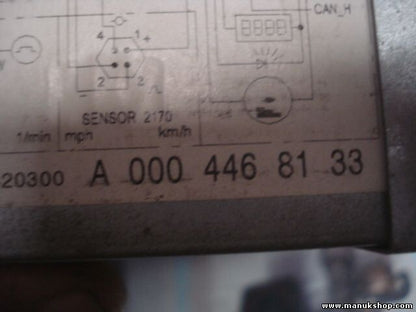 CAN_H
4 1 +
- 2 2
SENSOR 2170
1/min mph km/h
20300 A 000 446 81 33
www.manukshop.com